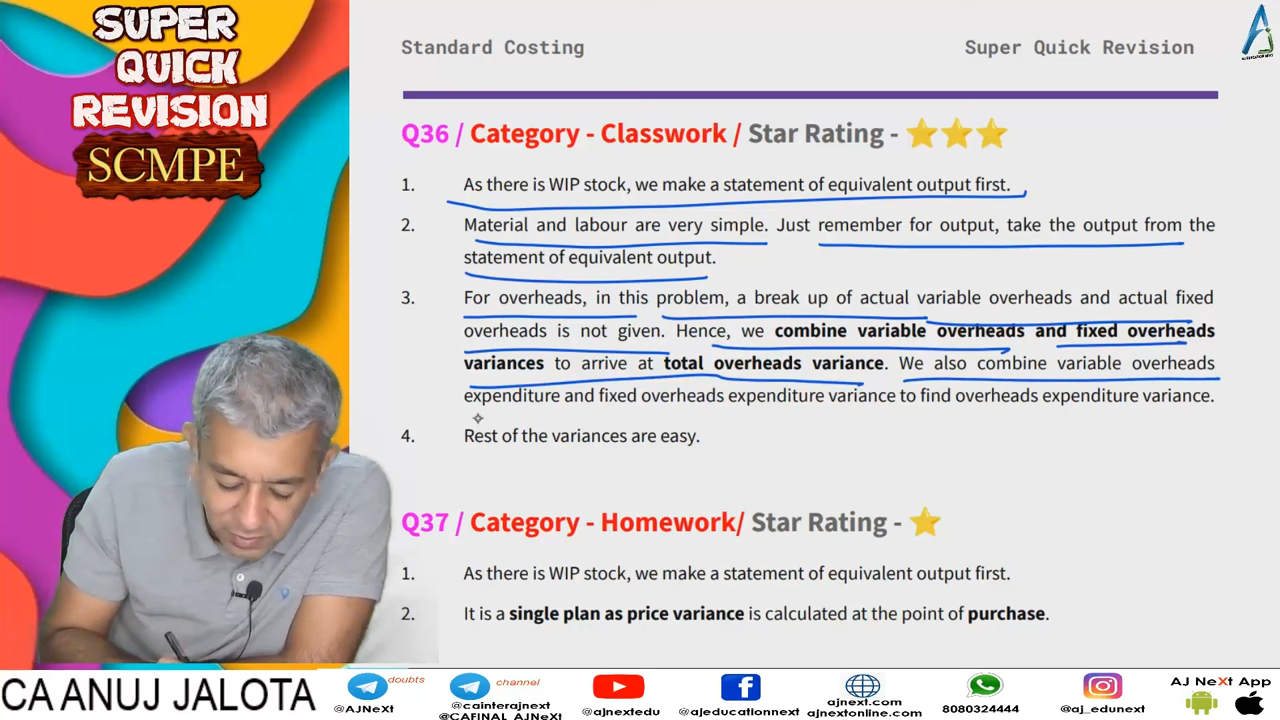 SUPER
QUICK
REVISION
SCMPE
Standard Costing
Super Quick Revision
Q36 / Category - Classwork / Star Rating -
1. As there is WIP stock, we make a statement of equivalent output first.
2. Material and labour are very simple. Just remember for output, take the output from the
statement of equivalent output.
3. For overheads, in this problem, a break up of actual variable overheads and actual fixed
overheads is not given. Hence, we combine variable overheads and fixed overheads
variances to arrive at total overheads variance. We also combine variable overheads
expenditure and fixed overheads expenditure variance to find overheads expenditure variance.
4. Rest of the variances are easy.
Q37 / Category - Homework/ Star Rating -
1. As there is WIP stock, we make a statement of equivalent output first.
2. It is a single plan as price variance is calculated at the point of purchase.
CA ANUJ JALOTA
doubts
@AJNeXt
channel
@cainterajnext
@CAFINAL_AJNeXt
@ajnextedu
@ajeducationnext
ajnext.com
ajnextonline.com
8080324444
@aj_edunext
AJ NeXt App